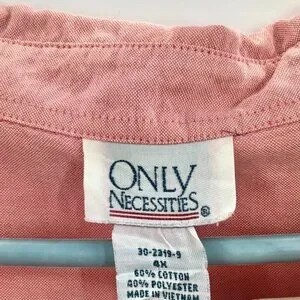 ONLY
NECESSITIES®
30-2319-9
4X
60% COTTON
40% POLYESTER
MADE IN VIETNAM